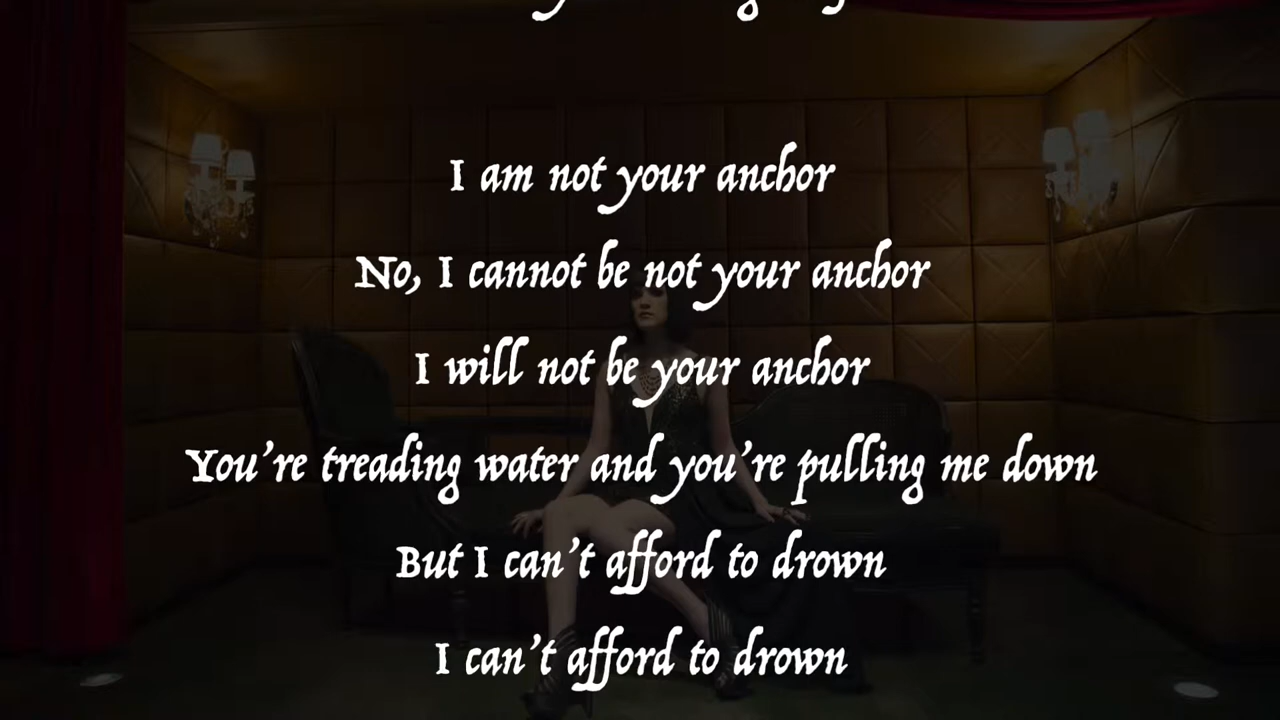 I am not your anchor
No, I cannot be not your anchor
I will not be your anchor
You're treading water and you're pulling me down
But I can't afford to drown
I can't afford to drown